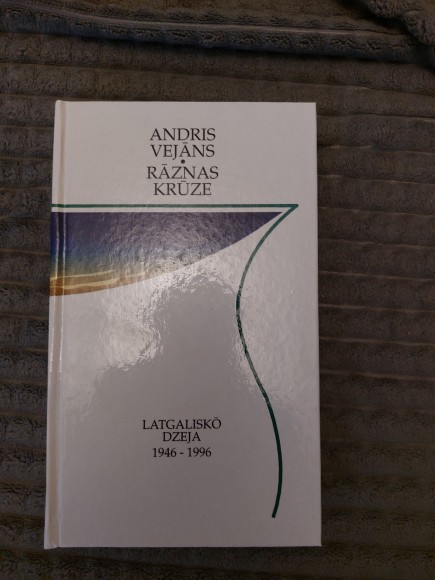 ANDRIS
VEJĀNS
•
RĀZNAS
KRŪZE
LATGALISKŌ
DZEJA
1946 - 1996